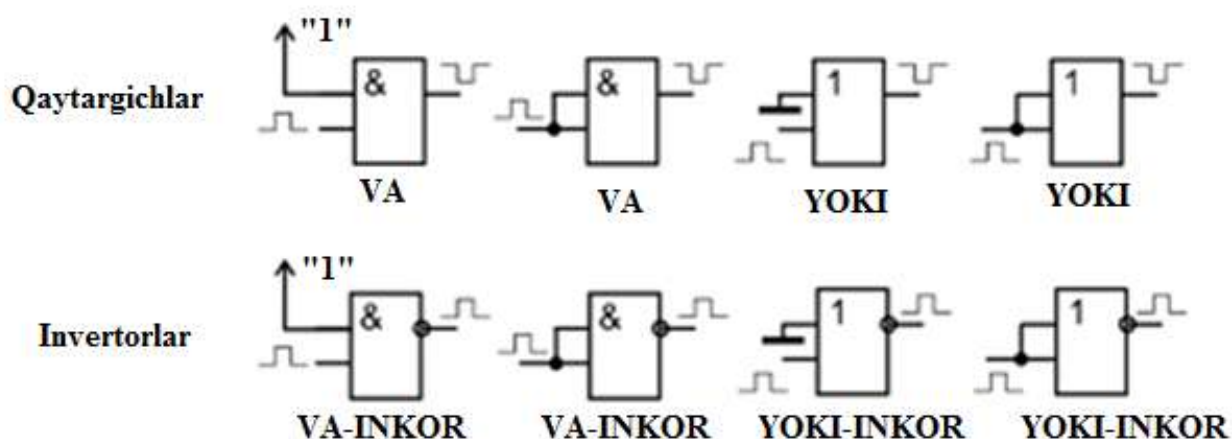 "1"
Qaytargichlar
& & 1 1
VA VA YOKI YOKI
"1"
Invertorlar
& & 1 1
VA-INKOR VA-INKOR YOKI-INKOR YOKI-INKOR